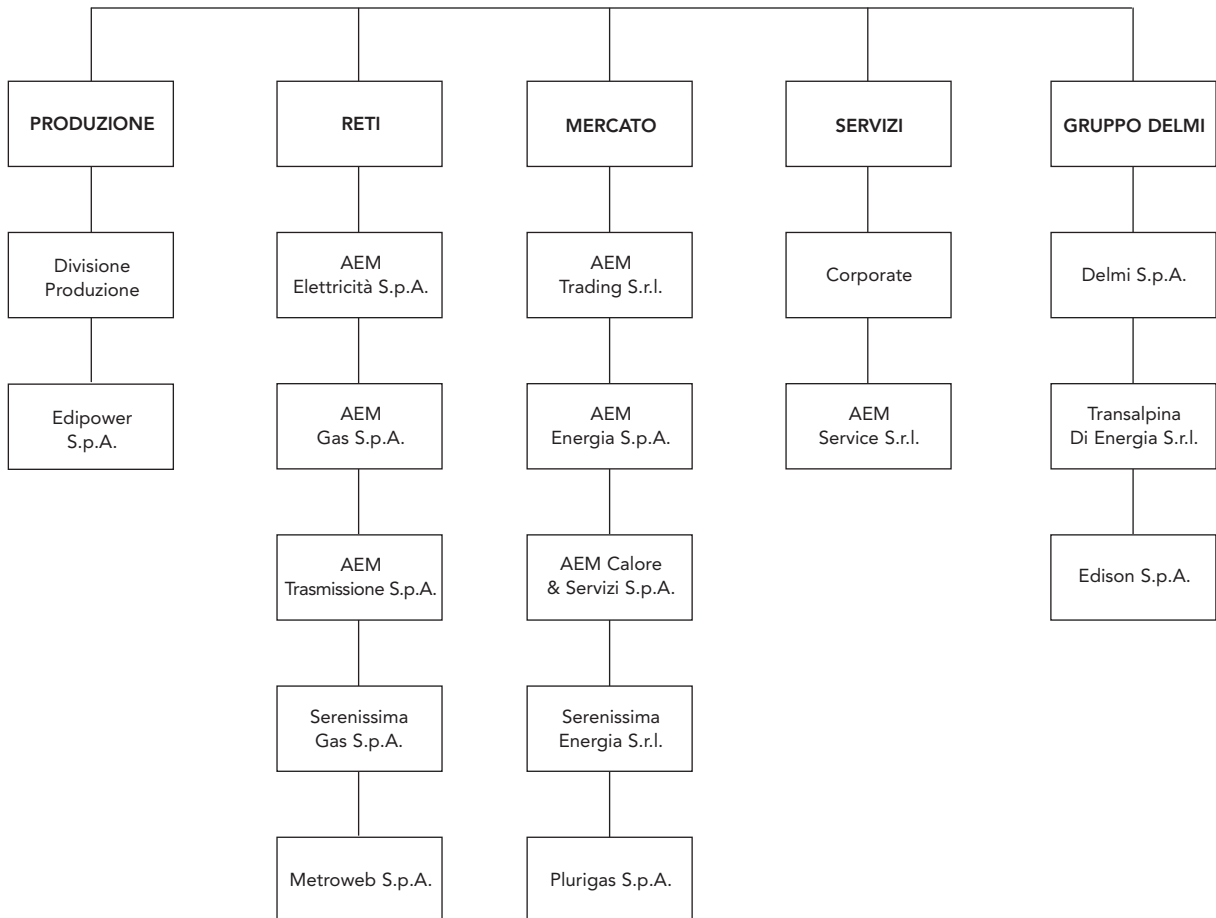 PRODUZIONE
RETI
MERCATO
SERVIZI
GRUPPO DELMI
Divisione
Produzione
AEM
Elettricità S.p.A.
AEM
Trading S.r.l.
Corporate
Delmi S.p.A.
Edipower
S.p.A.
AEM
Gas S.p.A.
AEM
Energia S.p.A.
AEM
Service S.r.l.
Transalpina
Di Energia S.r.l.
AEM
Trasmissione S.p.A.
AEM Calore
& Servizi S.p.A.
Edison S.p.A.
Serenissima
Gas S.p.A.
Serenissima
Energia S.r.l.
Metroweb S.p.A.
Plurigas S.p.A.